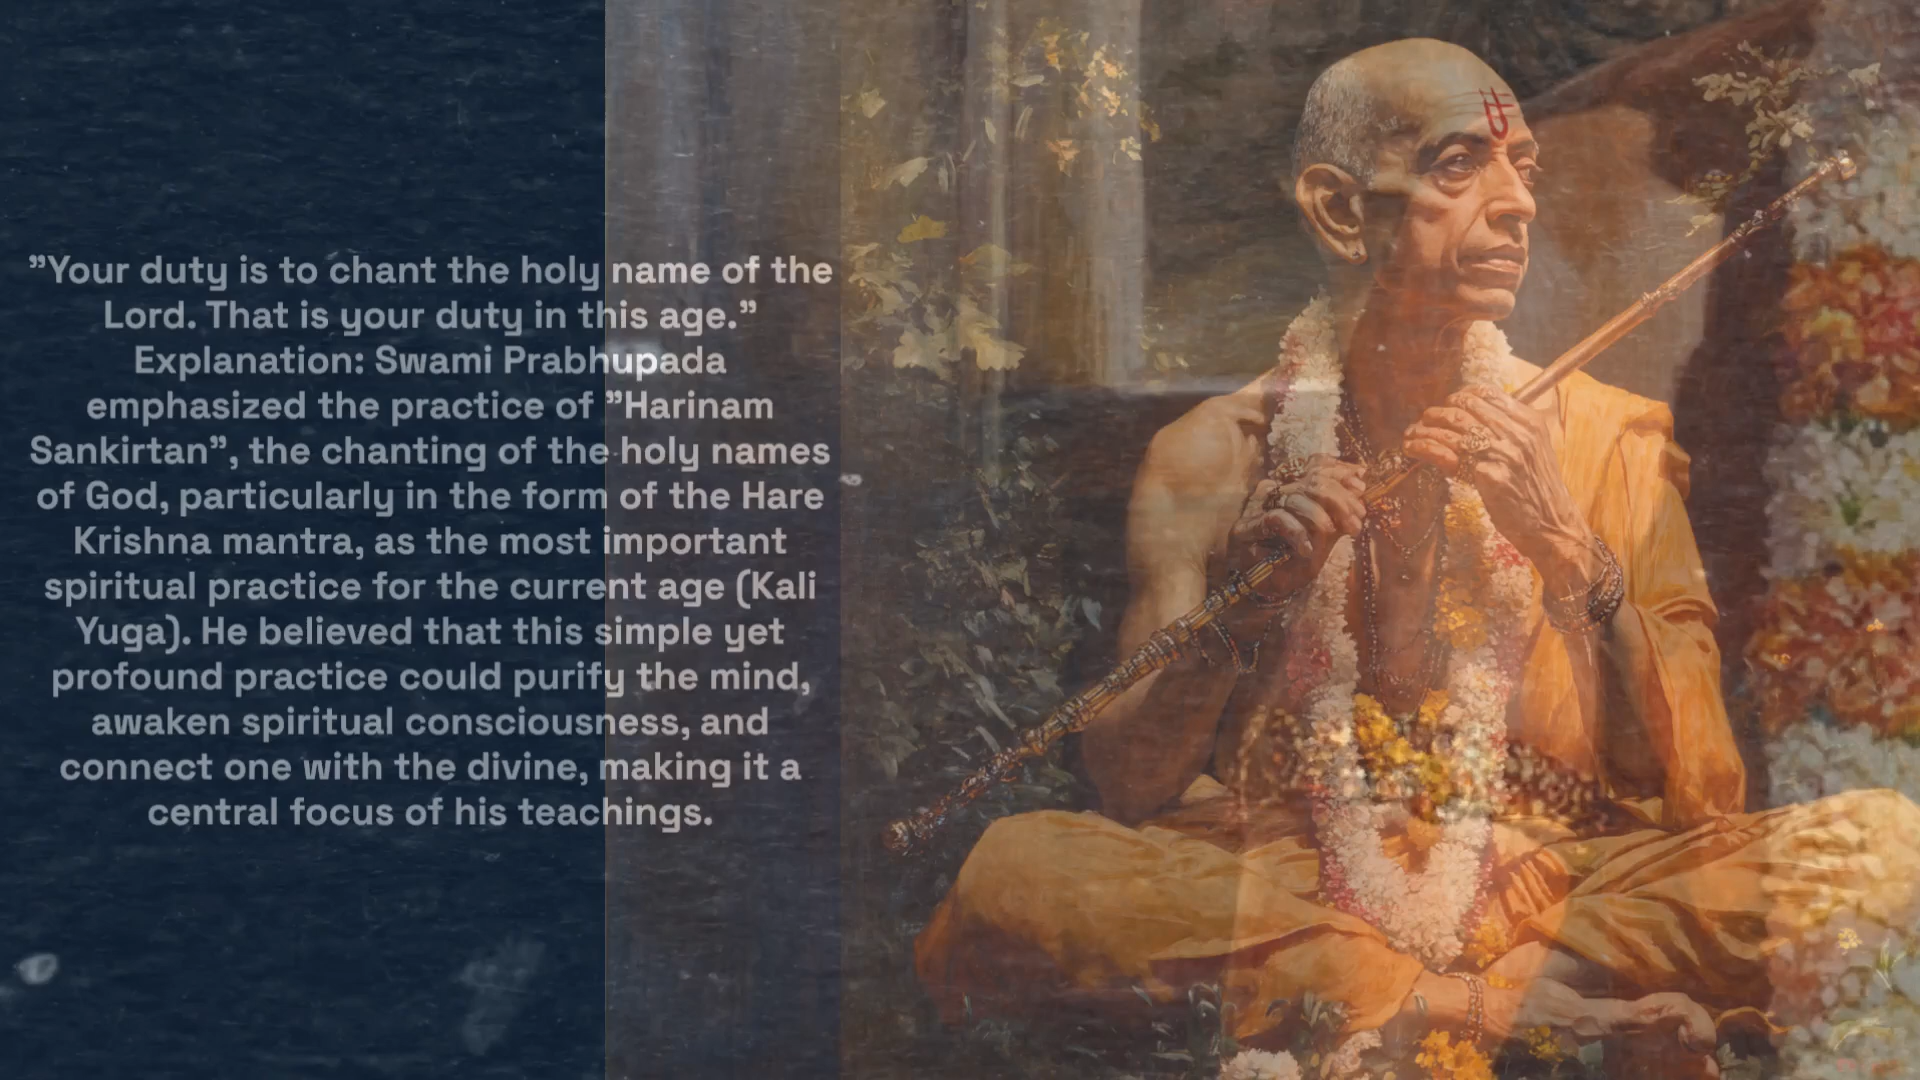 ”Your duty is to chant the holy name of the
Lord. That is your duty in this age.”
Explanation: Swami Prabhupada
emphasized the practice of ”Harinam
Sankirtan”, the chanting of the holy names
of God, particularly in the form of the Hare
Krishna mantra, as the most important
spiritual practice for the current age (Kali
Yuga). He believed that this simple yet
profound practice could purify the mind,
awaken spiritual consciousness, and
connect one with the divine, making it a
central focus of his teachings.